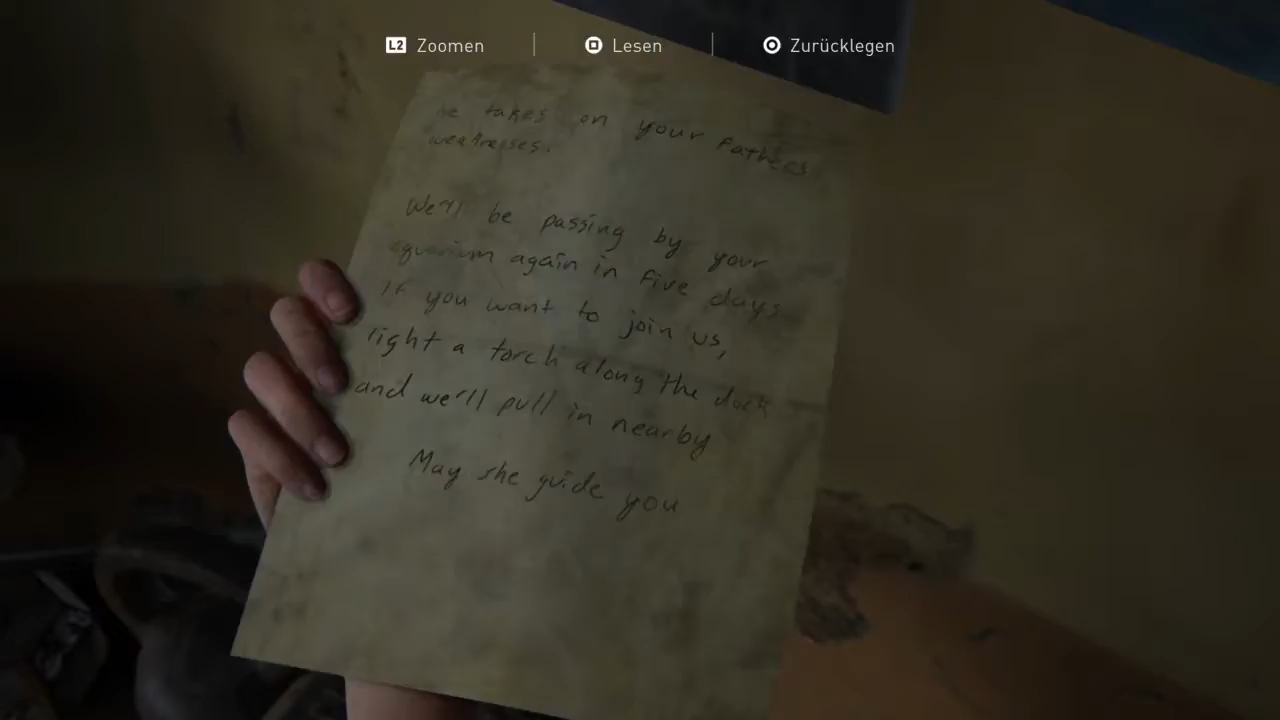 L2 Zoomen
Lesen
Zurücklegen
he takes on your fathers
weaknesses.
We'll be passing by your
aquarium again in five days.
If you want to join us,
light a torch along the dock
and we'll pull in nearby
May she guide you